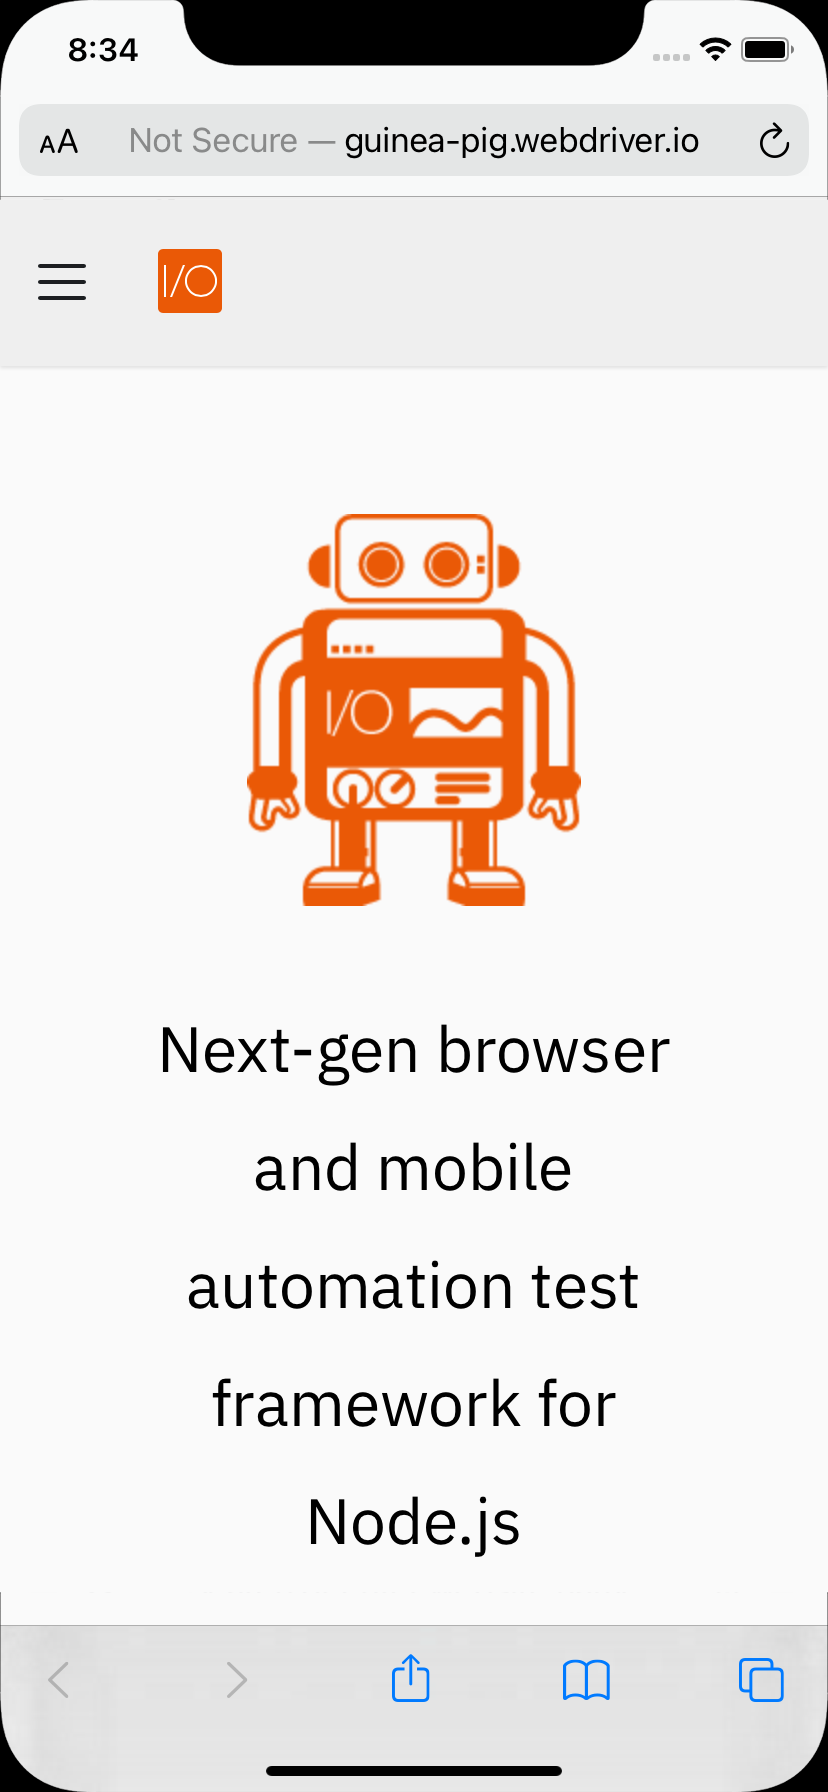 8:34
AA Not Secure — guinea-pig.webdriver.io
I/O
I/O
Next-gen browser
and mobile
automation test
framework for
Node.js